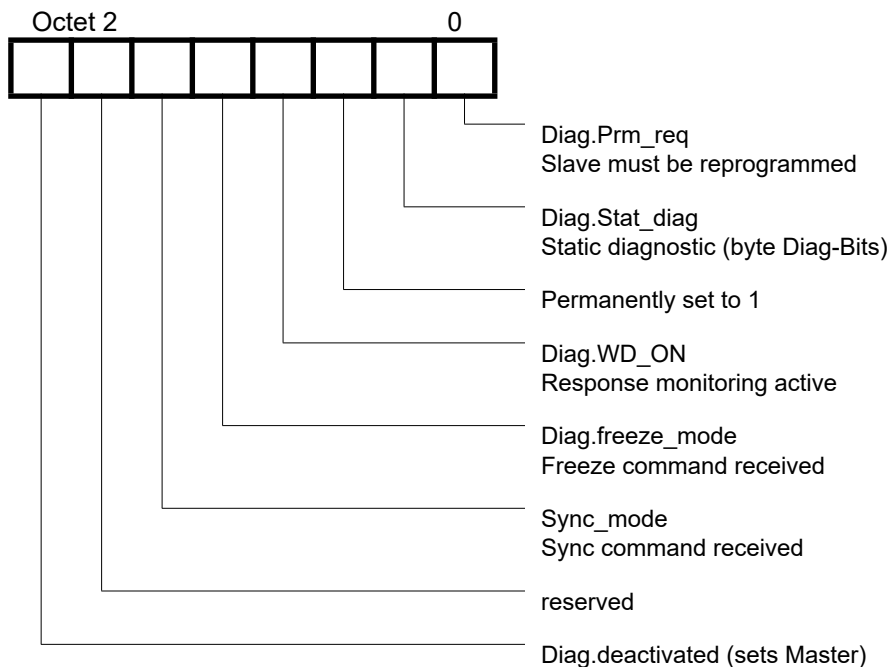 Octet 2 0
Diag.Prm_req
Slave must be reprogrammed
Diag.Stat_diag
Static diagnostic (byte Diag-Bits)
Permanently set to 1
Diag.WD_ON
Response monitoring active
Diag.freeze_mode
Freeze command received
Sync_mode
Sync command received
reserved
Diag.deactivated (sets Master)